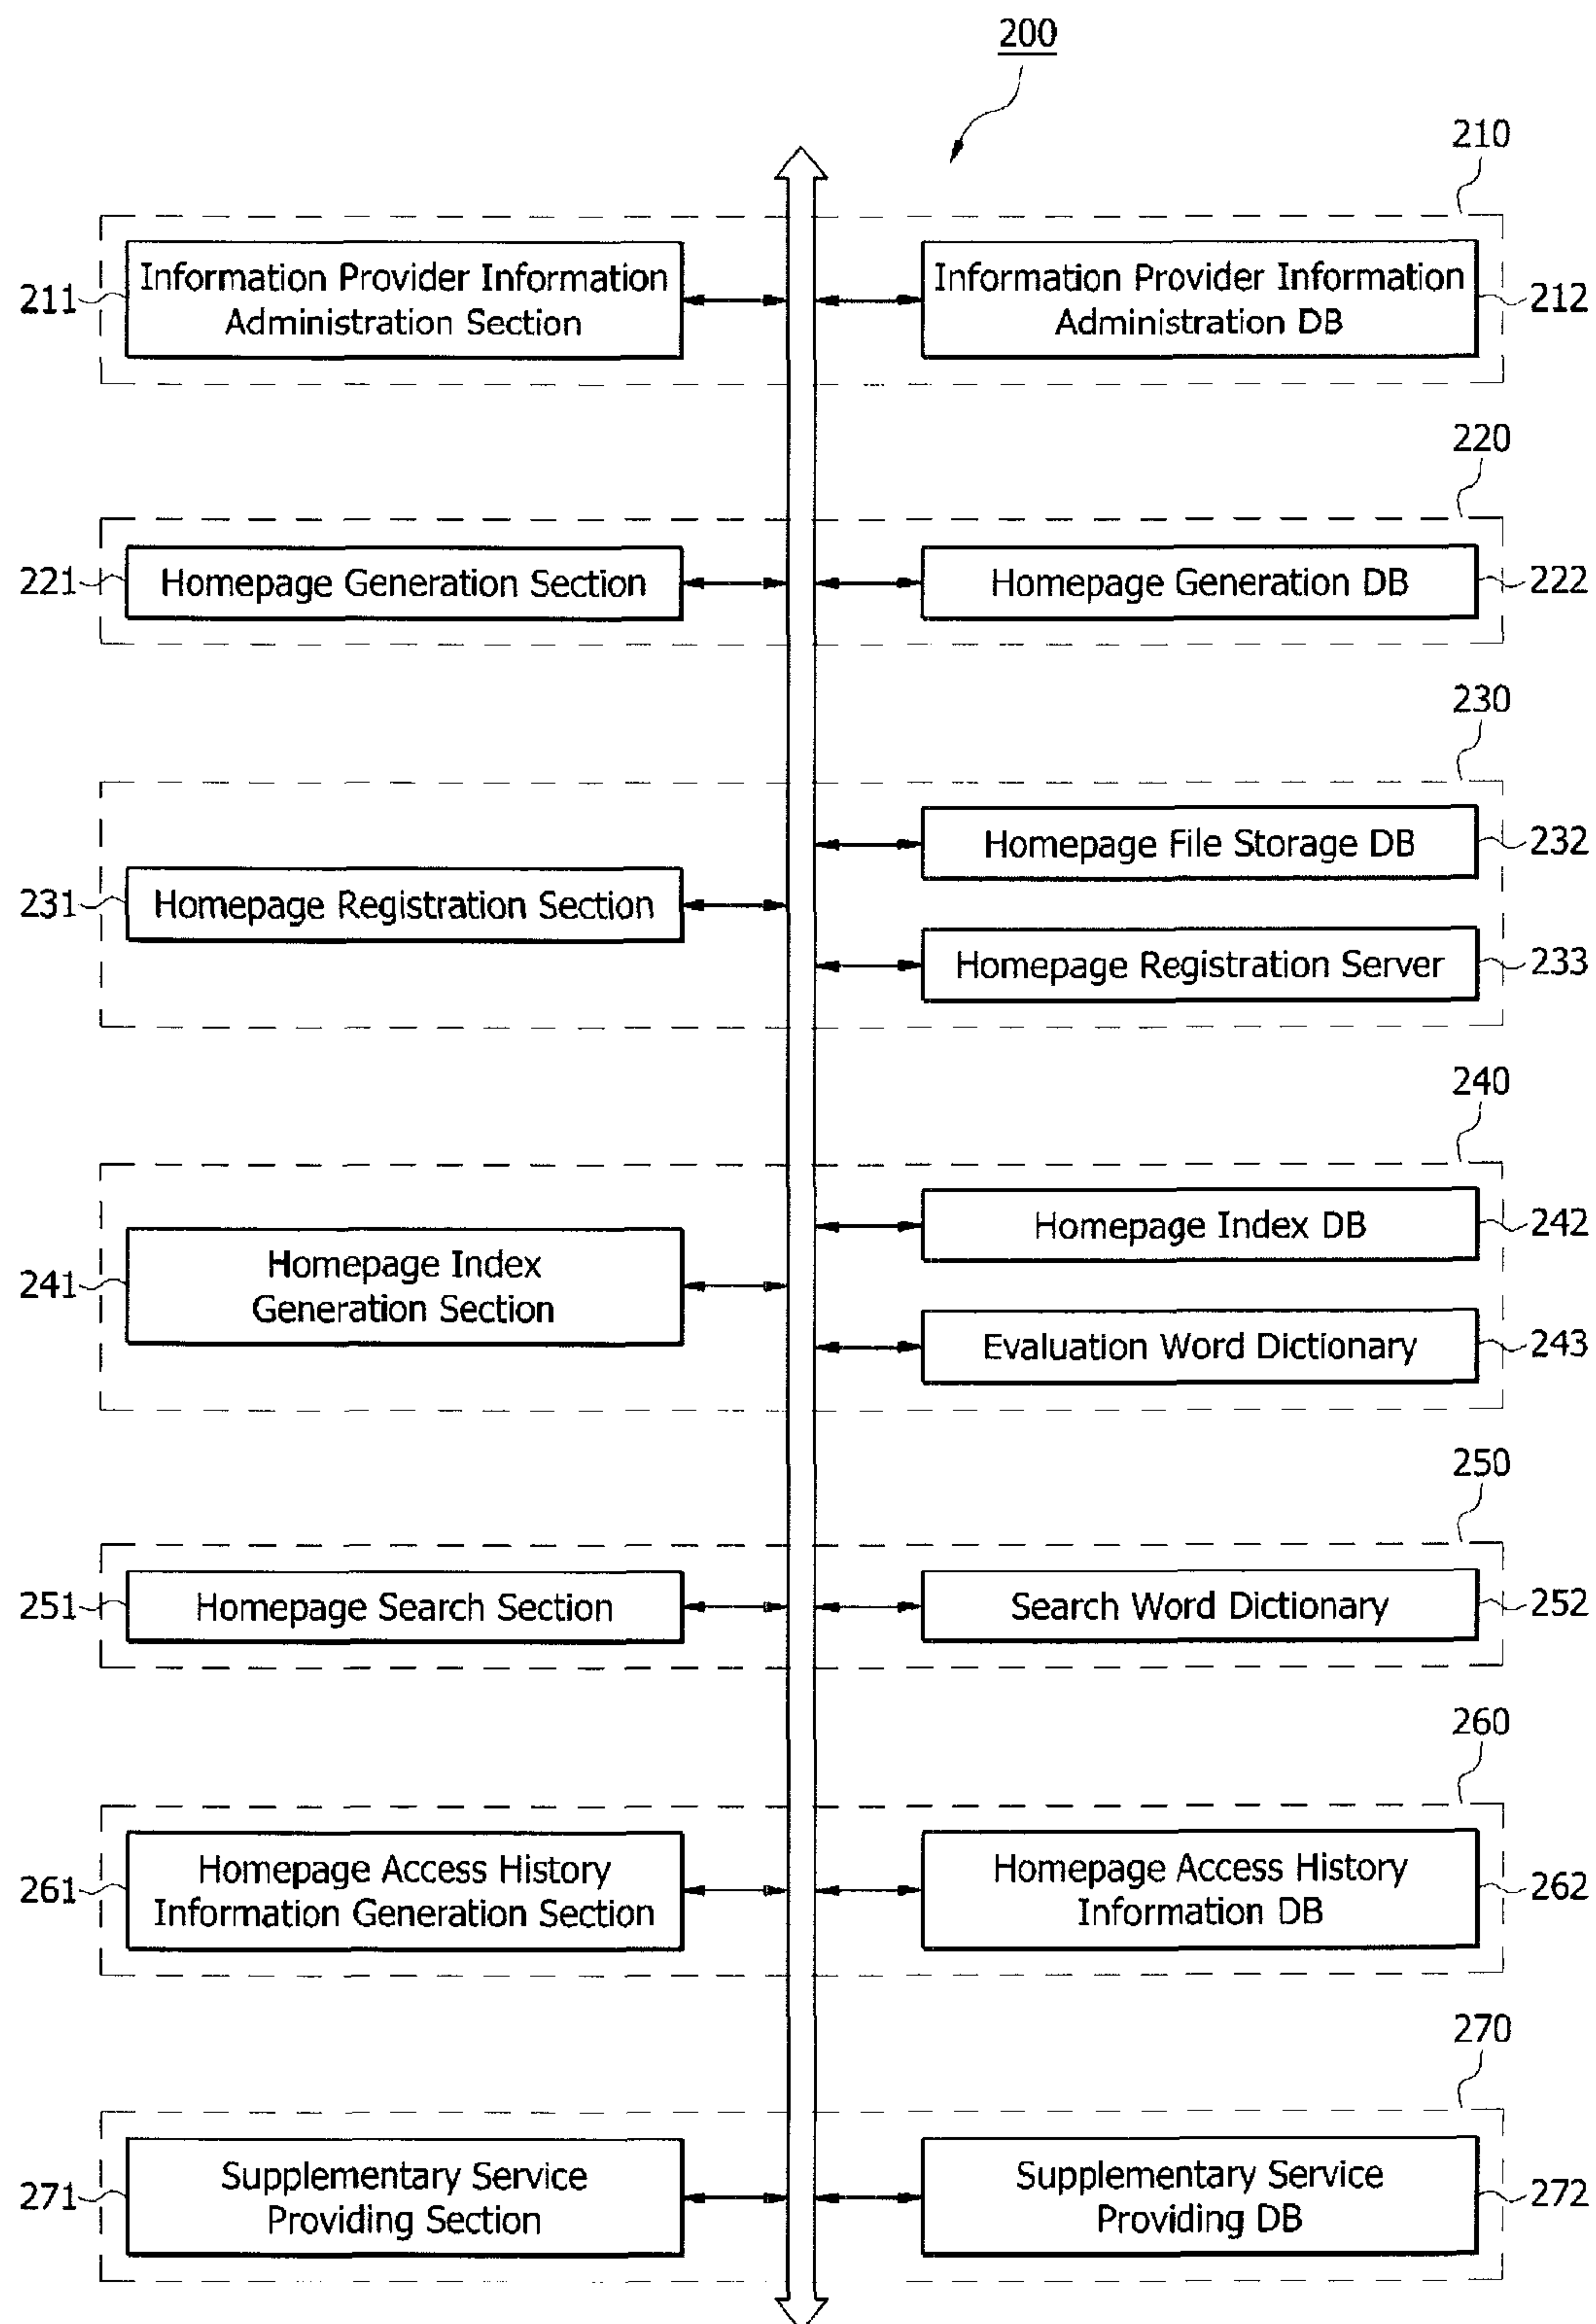 200
210
211
Information Provider Information
Administration Section
Information Provider Information
Administration DB
212
220
221
Homepage Generation Section
Homepage Generation DB
222
230
Homepage File Storage DB
232
231
Homepage Registration Section
Homepage Registration Server
233
240
Homepage Index DB
242
241
Homepage Index
Generation Section
Evaluation Word Dictionary
243
250
251
Homepage Search Section
Search Word Dictionary
252
260
261
Homepage Access History
Information Generation Section
Homepage Access History
Information DB
262
270
271
Supplementary Service
Providing Section
Supplementary Service
Providing DB
272